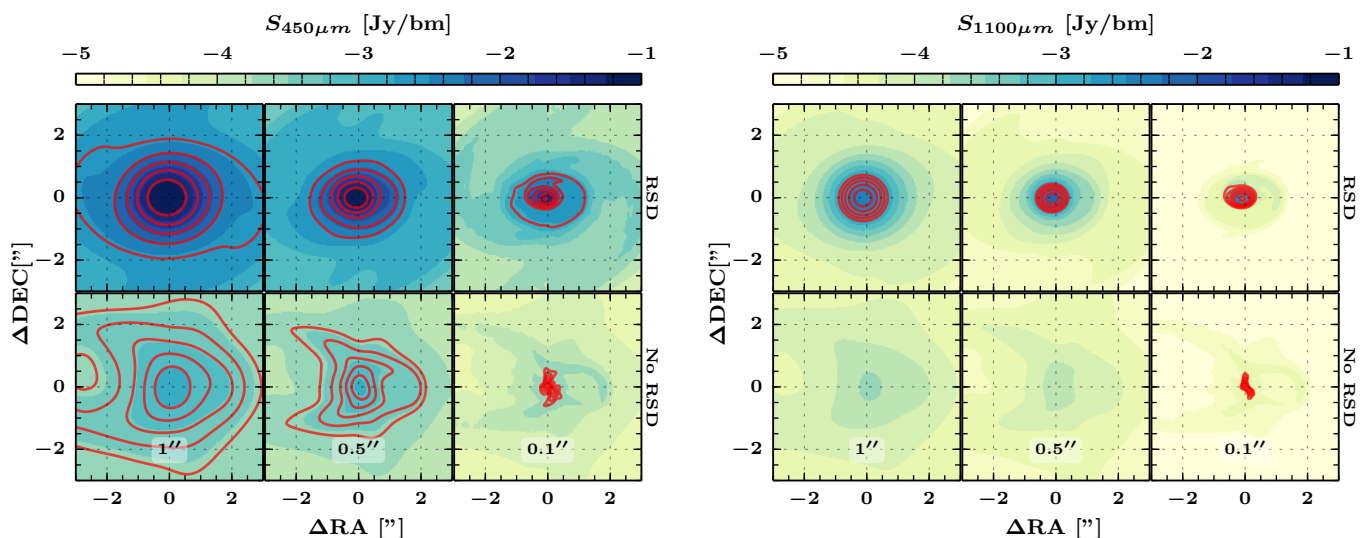 S450μm [Jy/bm]
−5 −4 −3 −2 −1
2
0
−2
RSD
2
0
−2
1″ 0.5″ 0.1″
No RSD
−2 0 2 −2 0 2 −2 0 2
ΔDEC["]
ΔRA ["]
S1100μm [Jy/bm]
−5 −4 −3 −2 −1
2
0
−2
RSD
2
0
−2
1″ 0.5″ 0.1″
No RSD
−2 0 2 −2 0 2 −2 0 2
ΔDEC["]
ΔRA ["]